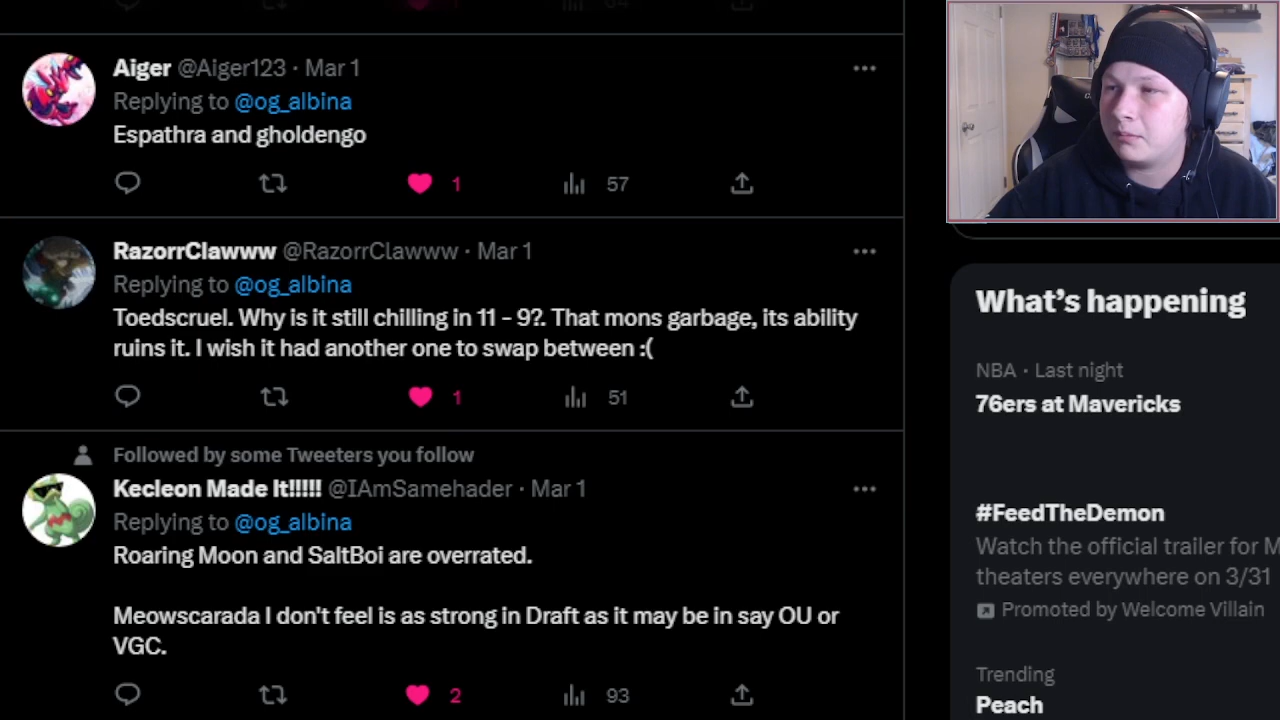 Aiger @Aiger123 · Mar 1
Replying to @og_albina
Espathra and gholdengo
1 57
RazorrClawww @RazorrClawww · Mar 1
Replying to @og_albina
Toedscruel. Why is it still chilling in 11 - 9?. That mons garbage, its ability
ruins it. I wish it had another one to swap between :(
1 51
Followed by some Tweeters you follow
Kecleon Made It!!!!! @IAmSamehader · Mar 1
Replying to @og_albina
Roaring Moon and SaltBoi are overrated.
Meowscarada I don't feel is as strong in Draft as it may be in say OU or
VGC.
2 93
What's happening
NBA · Last night
76ers at Mavericks
#FeedTheDemon
Watch the official trailer for M
theaters everywhere on 3/31
Promoted by Welcome Villain
Trending
Peach